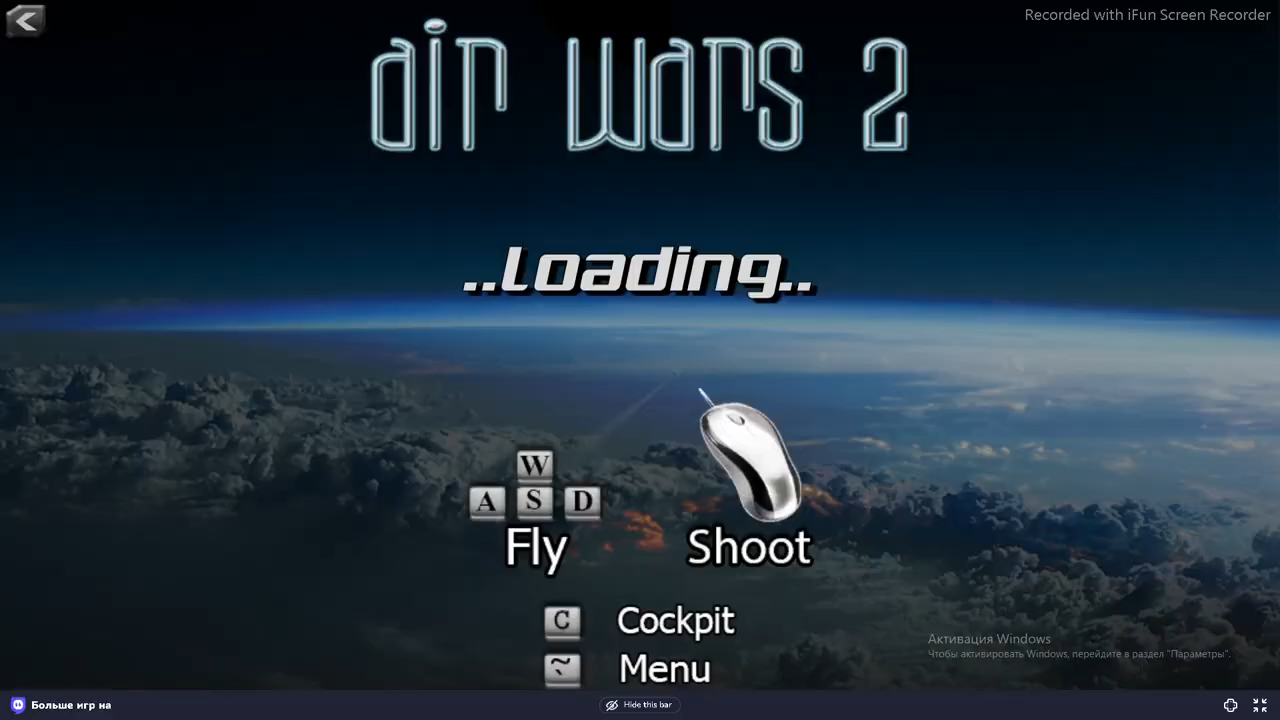 Recorded with iFun Screen Recorder
air wars 2
..Loading..
W
A S D
Fly
Shoot
C Cockpit
~ Menu
Активация Windows
Чтобы активировать Windows, перейдите в раздел "Параметры".
Больше игр на
Hide this bar